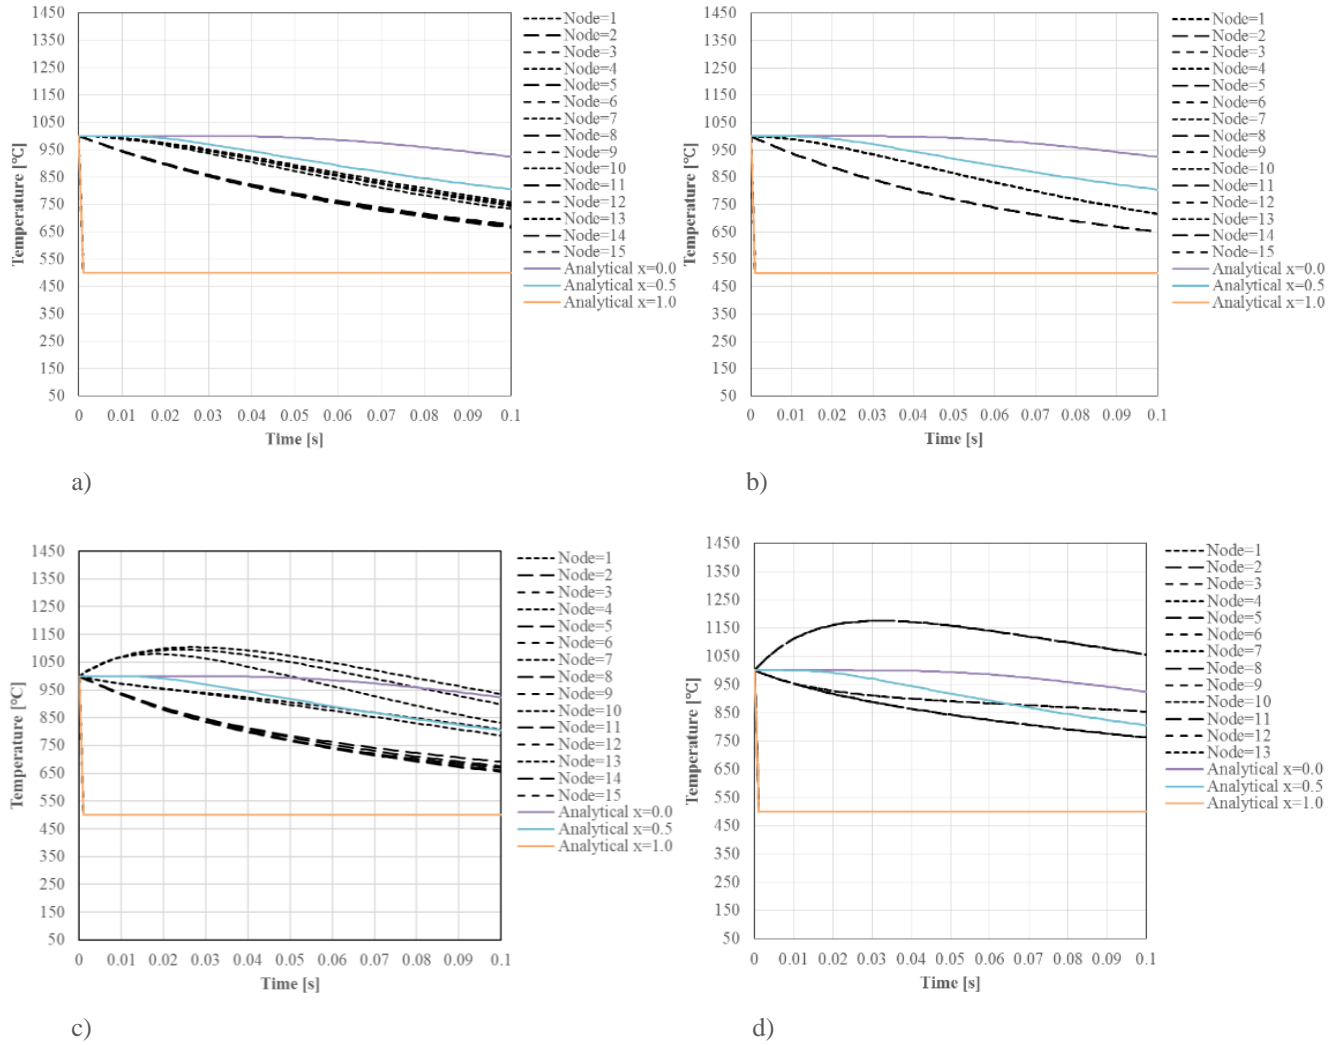 1450
1350
1250
1150
1050
950
850
750
650
550
450
350
250
150
50
Temperature [°C]
0 0.01 0.02 0.03 0.04 0.05 0.06 0.07 0.08 0.09 0.1
Time [s]
Node=1
Node=2
Node=3
Node=4
Node=5
Node=6
Node=7
Node=8
Node=9
Node=10
Node=11
Node=12
Node=13
Node=14
Node=15
Analytical x=0.0
Analytical x=0.5
Analytical x=1.0
a)
1450
1350
1250
1150
1050
950
850
750
650
550
450
350
250
150
50
Temperature [°C]
0 0.01 0.02 0.03 0.04 0.05 0.06 0.07 0.08 0.09 0.1
Time [s]
Node=1
Node=2
Node=3
Node=4
Node=5
Node=6
Node=7
Node=8
Node=9
Node=10
Node=11
Node=12
Node=13
Node=14
Node=15
Analytical x=0.0
Analytical x=0.5
Analytical x=1.0
b)
1450
1350
1250
1150
1050
950
850
750
650
550
450
350
250
150
50
Temperature [°C]
0 0.01 0.02 0.03 0.04 0.05 0.06 0.07 0.08 0.09 0.1
Time [s]
Node=1
Node=2
Node=3
Node=4
Node=5
Node=6
Node=7
Node=8
Node=9
Node=10
Node=11
Node=12
Node=13
Node=14
Node=15
Analytical x=0.0
Analytical x=0.5
Analytical x=1.0
c)
1450
1350
1250
1150
1050
950
850
750
650
550
450
350
250
150
50
Temperature [°C]
0 0.01 0.02 0.03 0.04 0.05 0.06 0.07 0.08 0.09 0.1
Time [s]
Node=1
Node=2
Node=3
Node=4
Node=5
Node=6
Node=7
Node=8
Node=9
Node=10
Node=11
Node=12
Node=13
Analytical x=0.0
Analytical x=0.5
Analytical x=1.0
d)